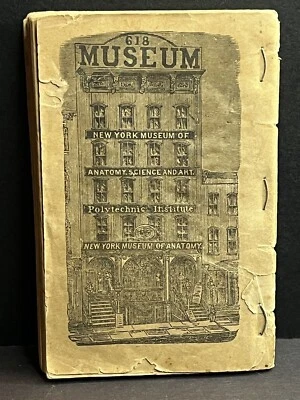 618
MUSEUM
NEW YORK MUSEUM OF
ANATOMY, SCIENCE AND ART.
Polytechnic Institute
NEW YORK MUSEUM OF ANATOMY